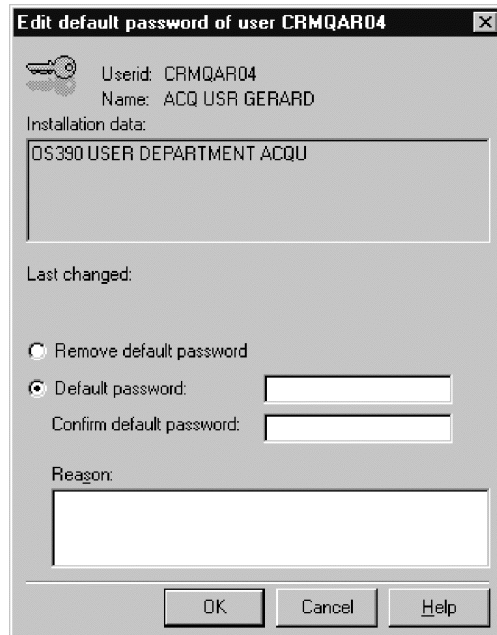 Edit default password of user CRMQAR04
Userid: CRMQAR04
Name: ACQ USR GERARD
Installation data:
OS390 USER DEPARTMENT ACQU
Last changed:
Remove default password
Default password:
Confirm default password:
Reason:
OK Cancel Help